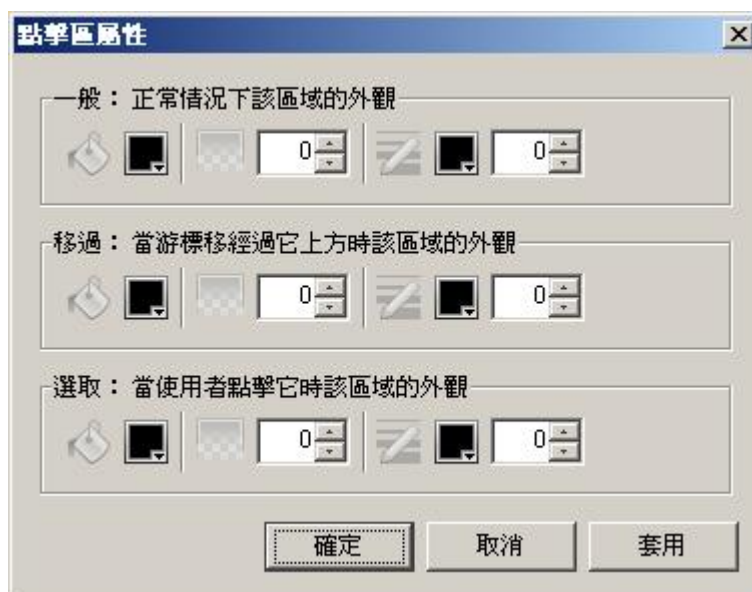 點擊區屬性
一般：正常情況下該區域的外觀
0 0
移過：當游標移經過它上方時該區域的外觀
0 0
選取：當使用者點擊它時該區域的外觀
0 0
確定 取消 套用